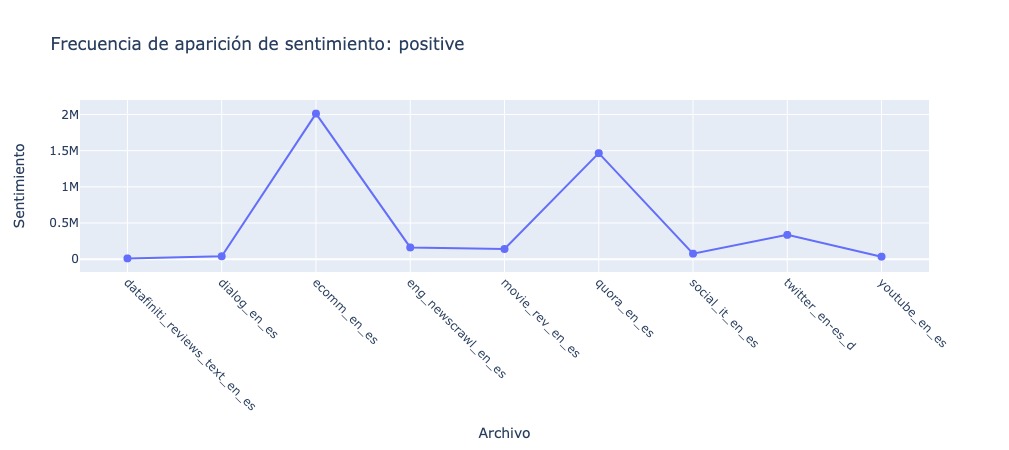 Frecuencia de aparición de sentimiento: positive
Sentimiento
2M
1.5M
1M
0.5M
0
datafiniti_reviews_text_en_es
dialog_en_es
ecomm_en_es
eng_newscrawl_en_es
movie_rev_en_es
quora_en_es
social_it_en_es
twitter_en-es_d
youtube_en_es
Archivo